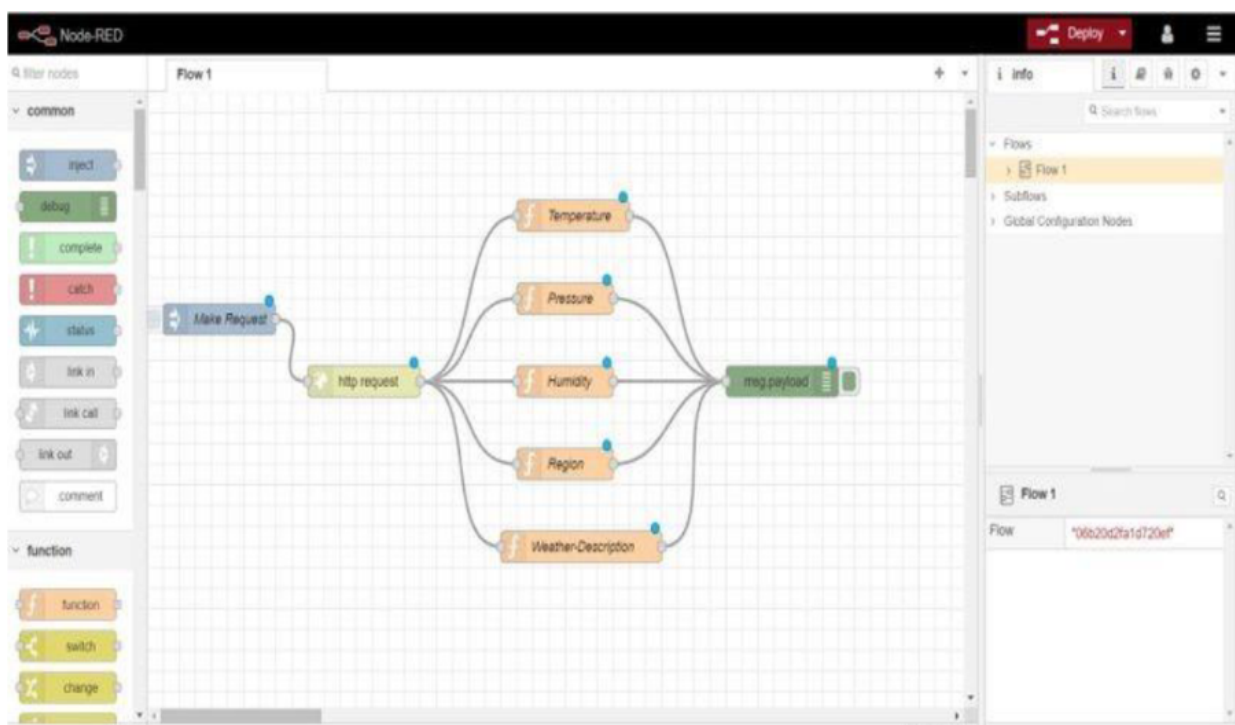 Node-RED
Deploy
filter nodes
Flow 1
i info
Search flows
common
inject
debug
complete
catch
status
link in
link call
link out
comment
function
function
switch
change
Make Request
http request
Temperature
Pressure
Humidity
Region
Weather-Description
msg.payload
Flows
Flow 1
Subflows
Global Configuration Nodes
Flow 1
Flow "06b20d2fa1d720ef"